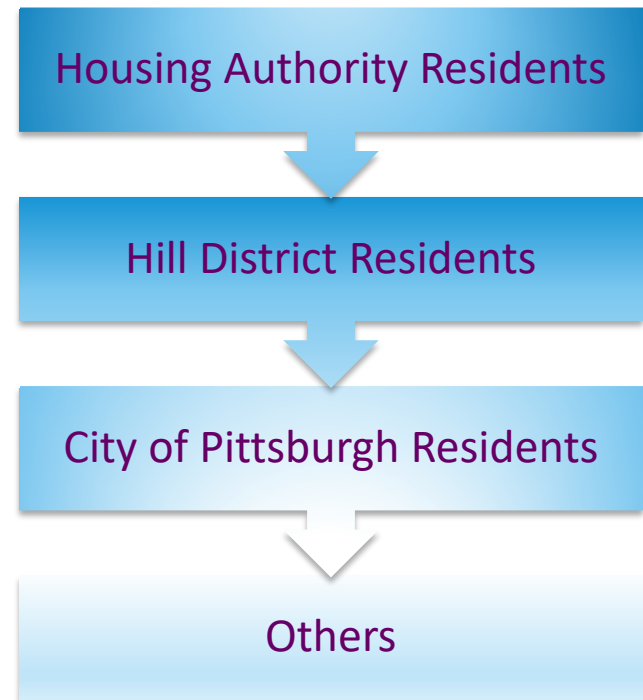 Housing Authority Residents
Hill District Residents
City of Pittsburgh Residents
Others